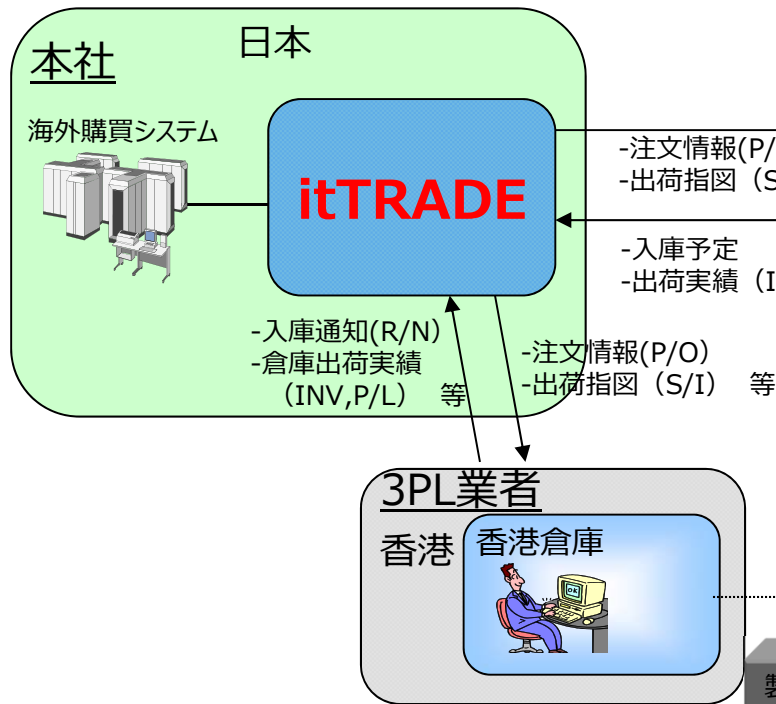 日本
本社
海外購買システム
itTRADE
-注文情報(P/
-出荷指図（S
-入庫予定
-出荷実績（I
-入庫通知(R/N)
-倉庫出荷実績
（INV,P/L）　等
-注文情報(P/O)
-出荷指図（S/I）　等
3PL業者
香港
香港倉庫
OK
製